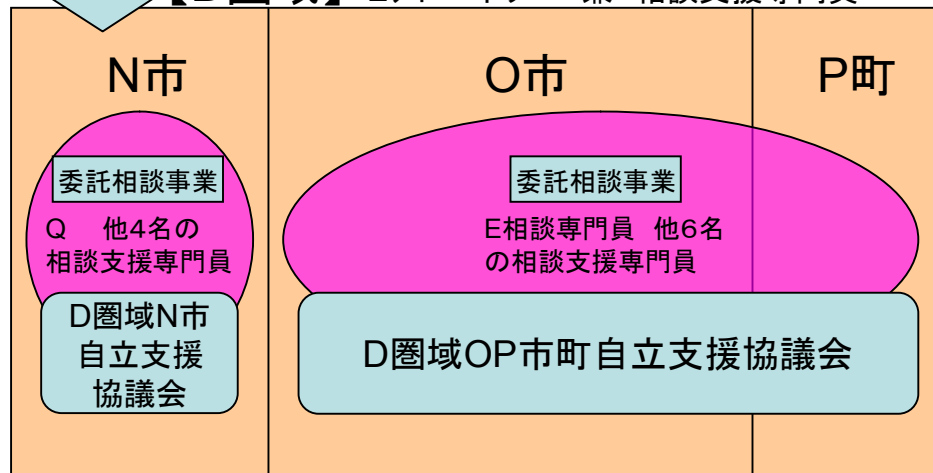 N市
O市
P町
委託相談事業
Q 他4名の
相談支援専門員
委託相談事業
E相談専門員 他6名
の相談支援専門員
D圏域N市
自立支援
協議会
D圏域OP市町自立支援協議会